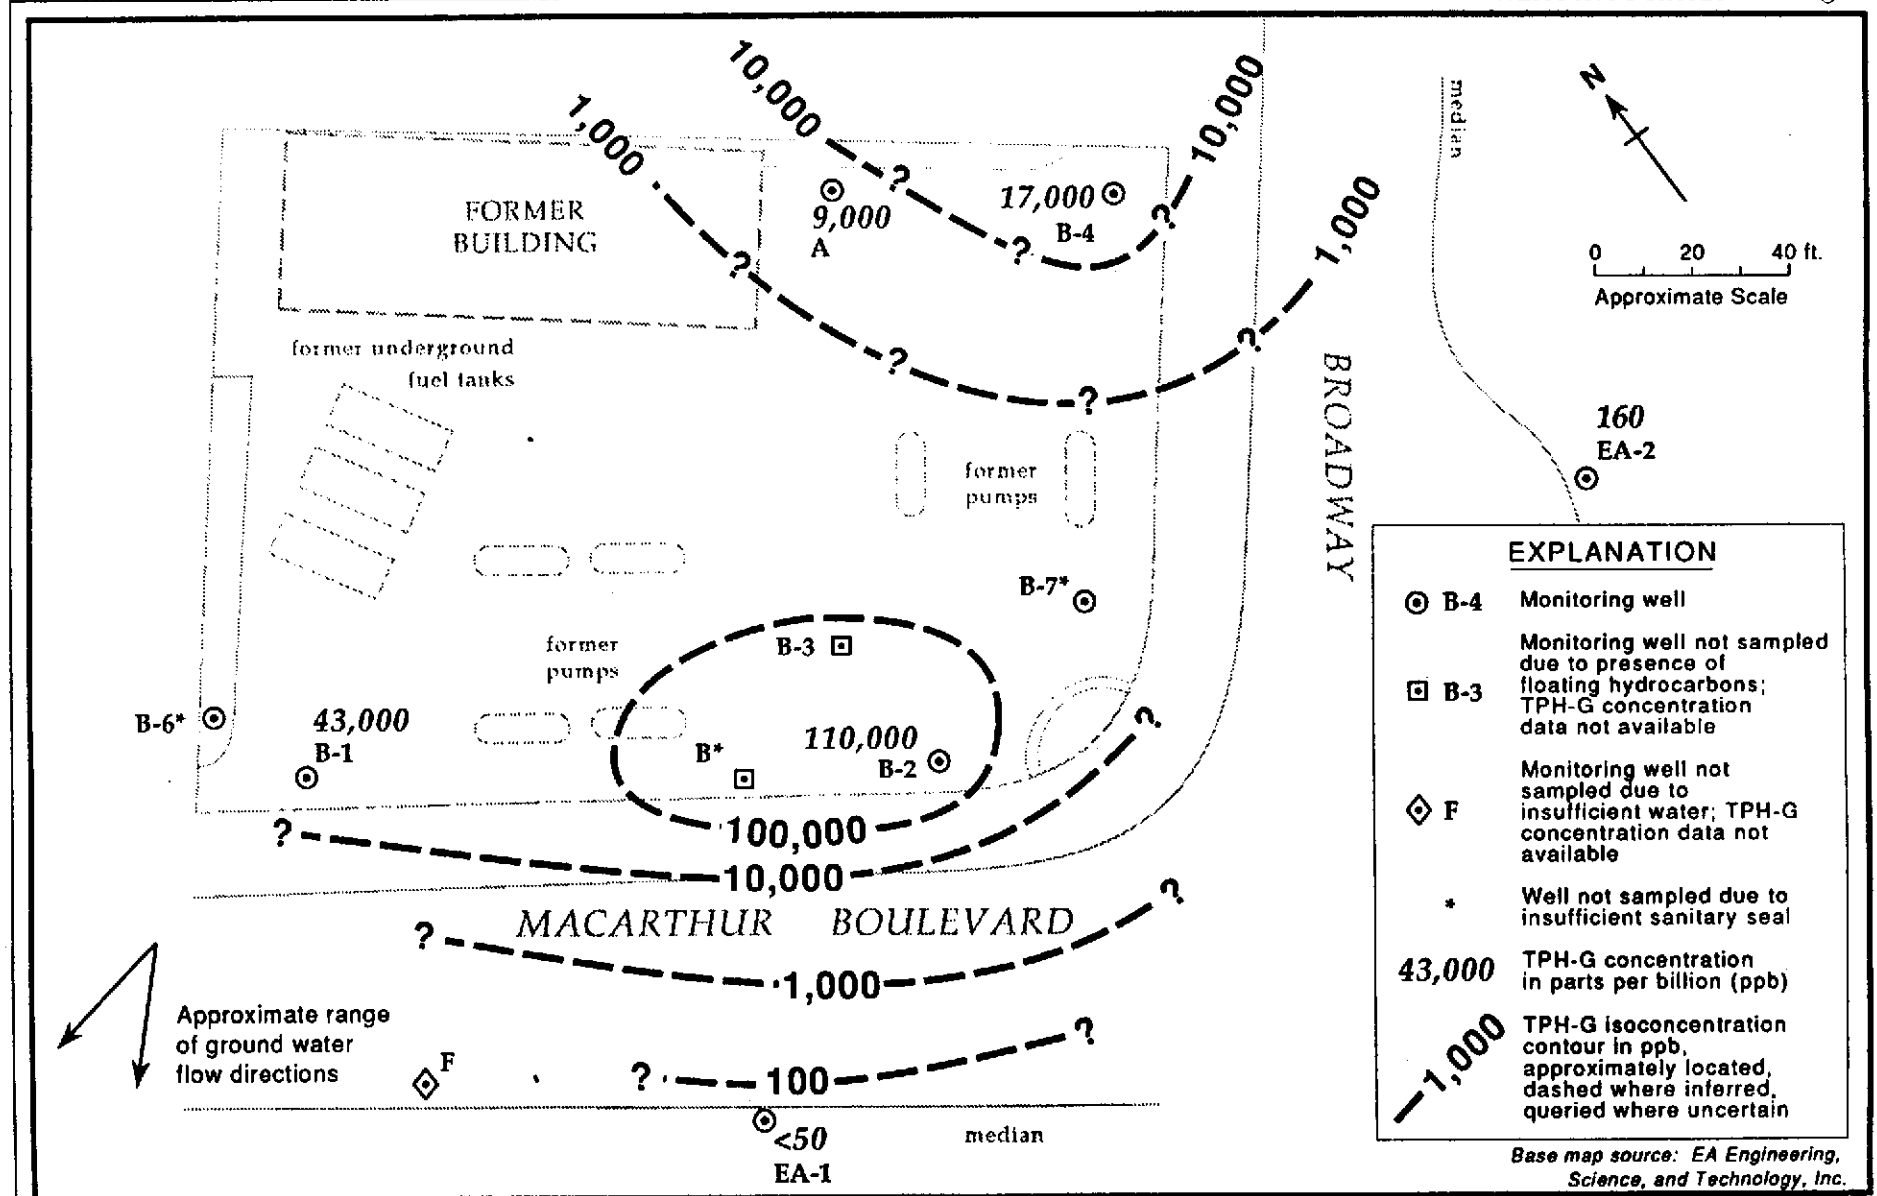 10,000
1,000
10,000
1,000
N
median
FORMER
BUILDING
9,000
A
17,000
B-4
0 20 40 ft.
Approximate Scale
former underground
fuel tanks
BROADWAY
160
EA-2
former
pumps
B-7*
former
pumps
B-3
B-6*
43,000
B-1
B*
110,000
B-2
100,000
10,000
MACARTHUR BOULEVARD
1,000
100
?
?
?
?
?
?
?
?
?
?
?
?
?
?
Approximate range
of ground water
flow directions
F
<50
EA-1
median
EXPLANATION
B-4 Monitoring well
B-3 Monitoring well not sampled
due to presence of
floating hydrocarbons;
TPH-G concentration
data not available
F Monitoring well not
sampled due to
insufficient water; TPH-G
concentration data not
available
* Well not sampled due to
insufficient sanitary seal
43,000 TPH-G concentration
in parts per billion (ppb)
1,000 TPH-G isoconcentration
contour in ppb,
approximately located,
dashed where inferred,
queried where uncertain
Base map source: EA Engineering,
Science, and Technology, Inc.